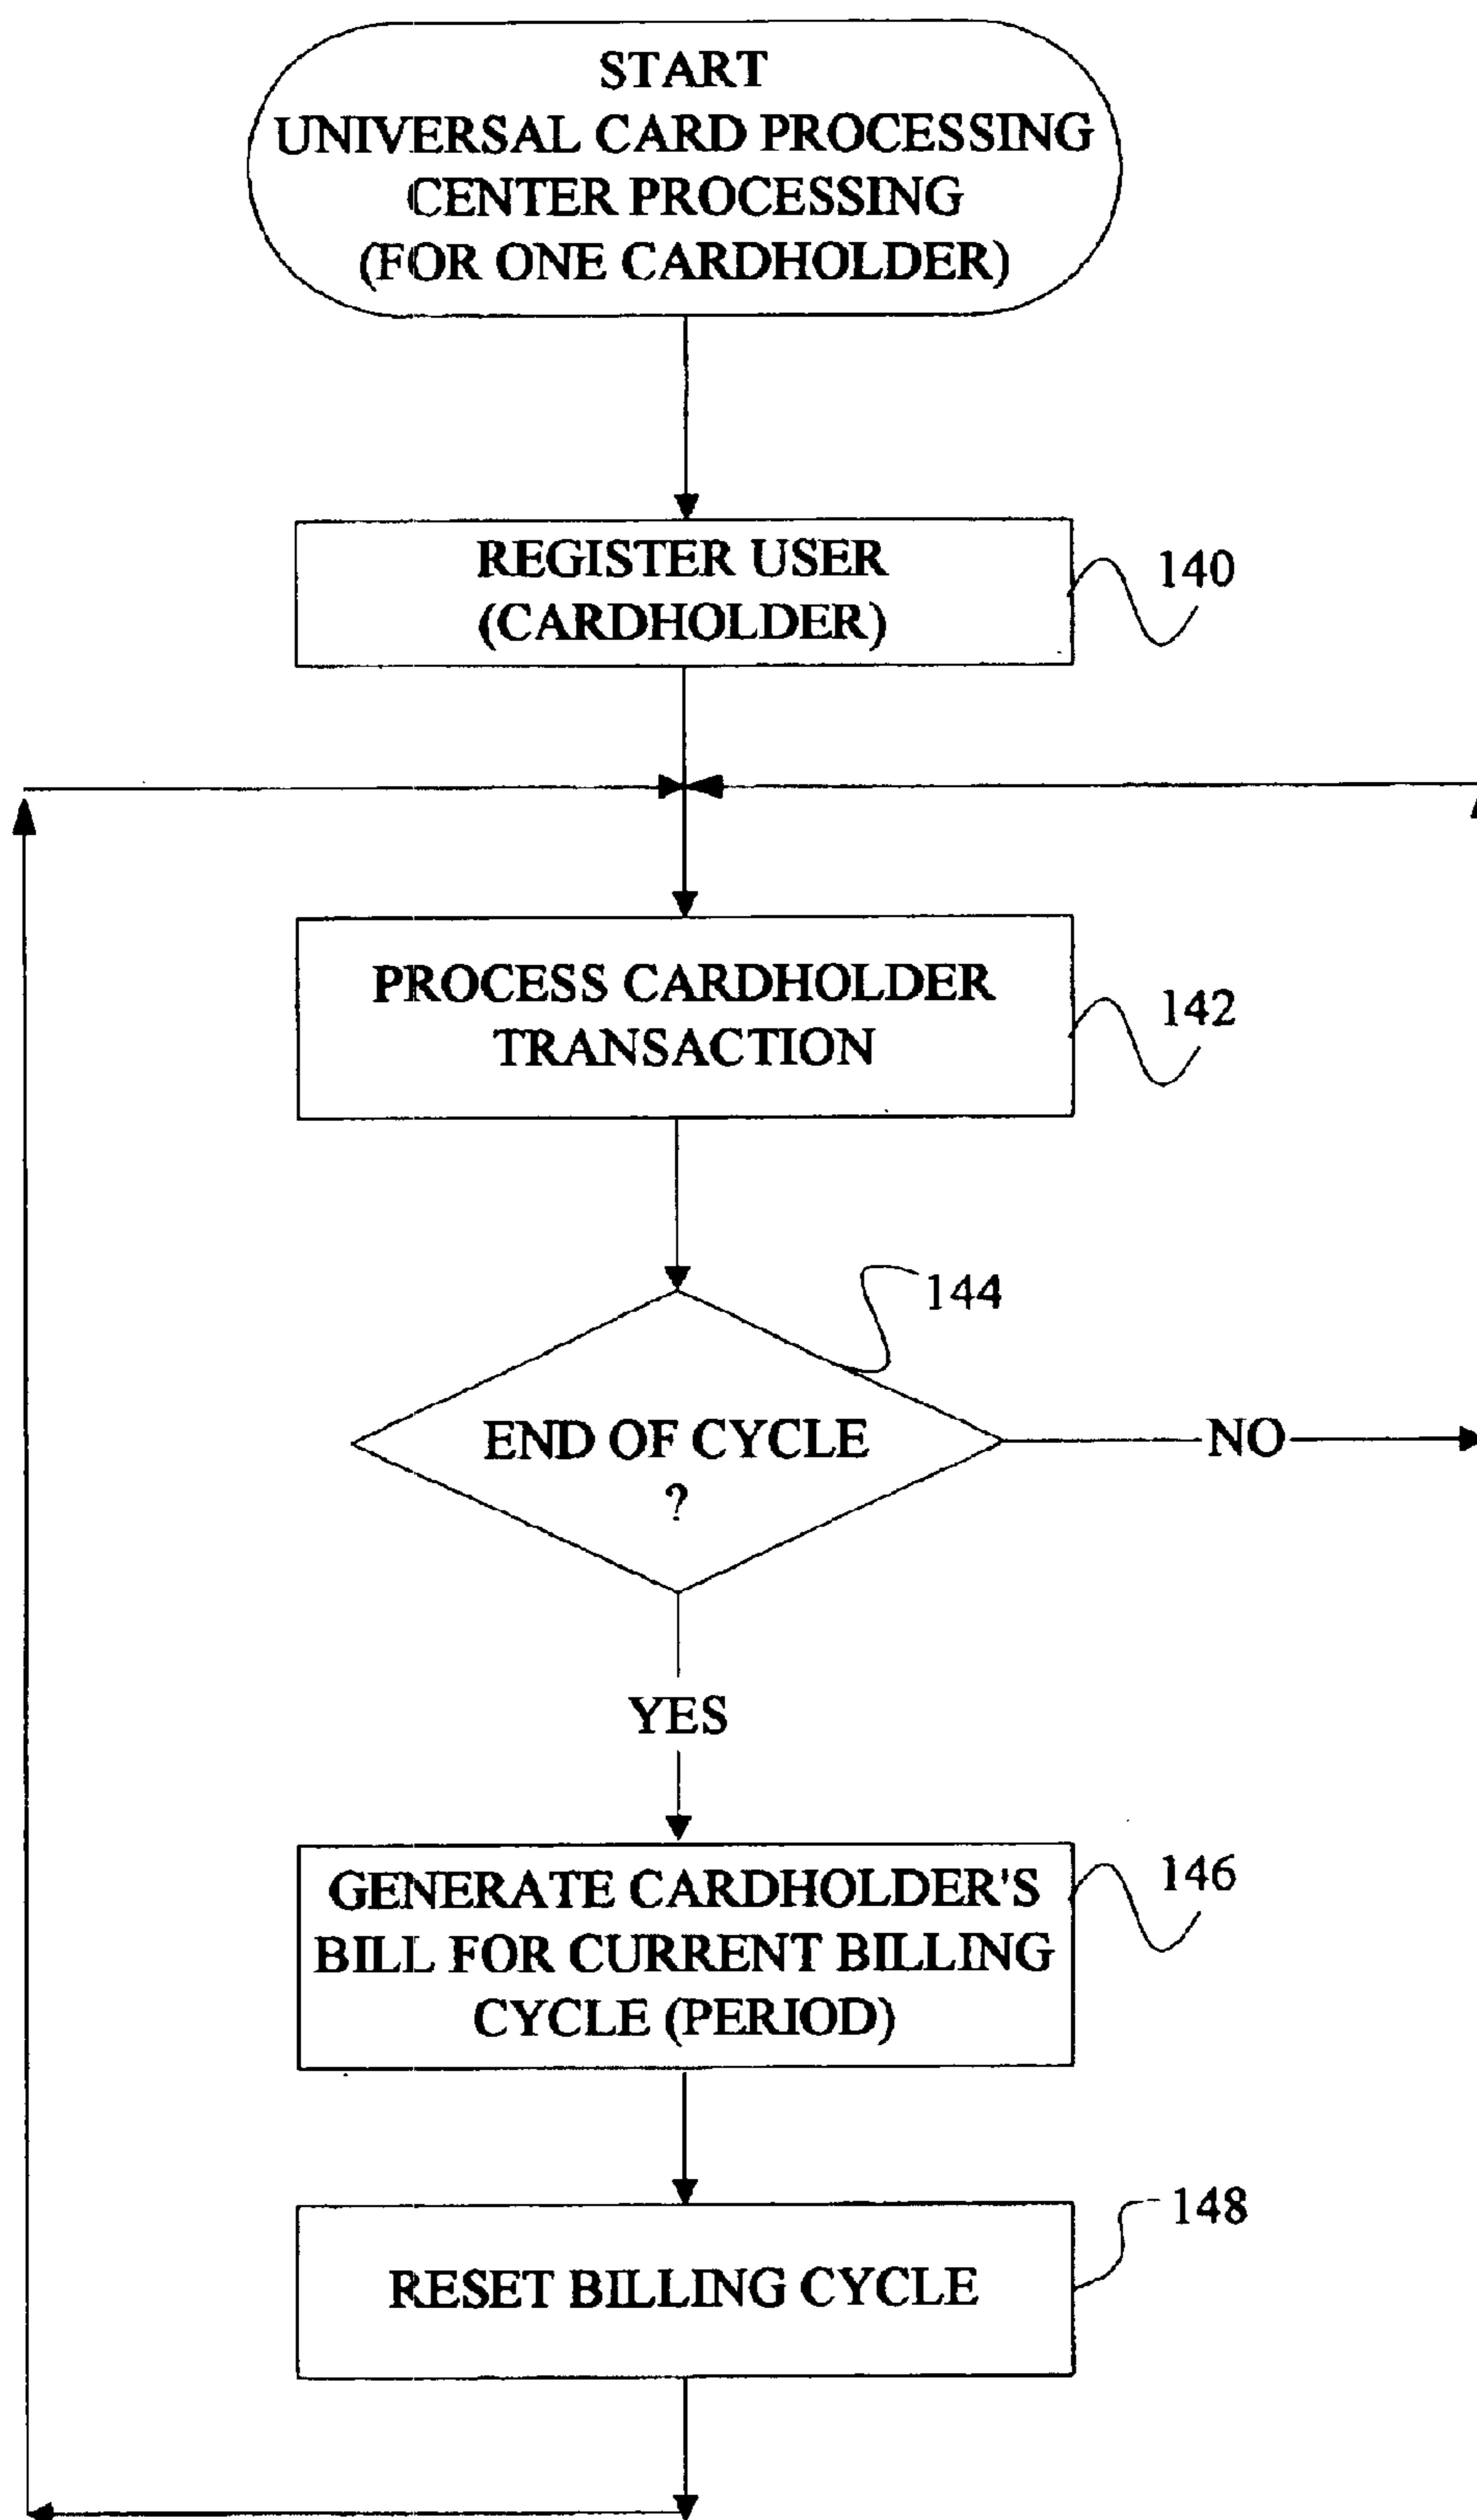 START
UNIVERSAL CARD PROCESSING
CENTER PROCESSING
(FOR ONE CARDHOLDER)
REGISTER USER
(CARDHOLDER)
140
PROCESS CARDHOLDER
TRANSACTION
142
144
END OF CYCLE
?
NO
YES
GENERATE CARDHOLDER'S
BILL FOR CURRENT BILLING
CYCLE (PERIOD)
146
148
RESET BILLING CYCLE